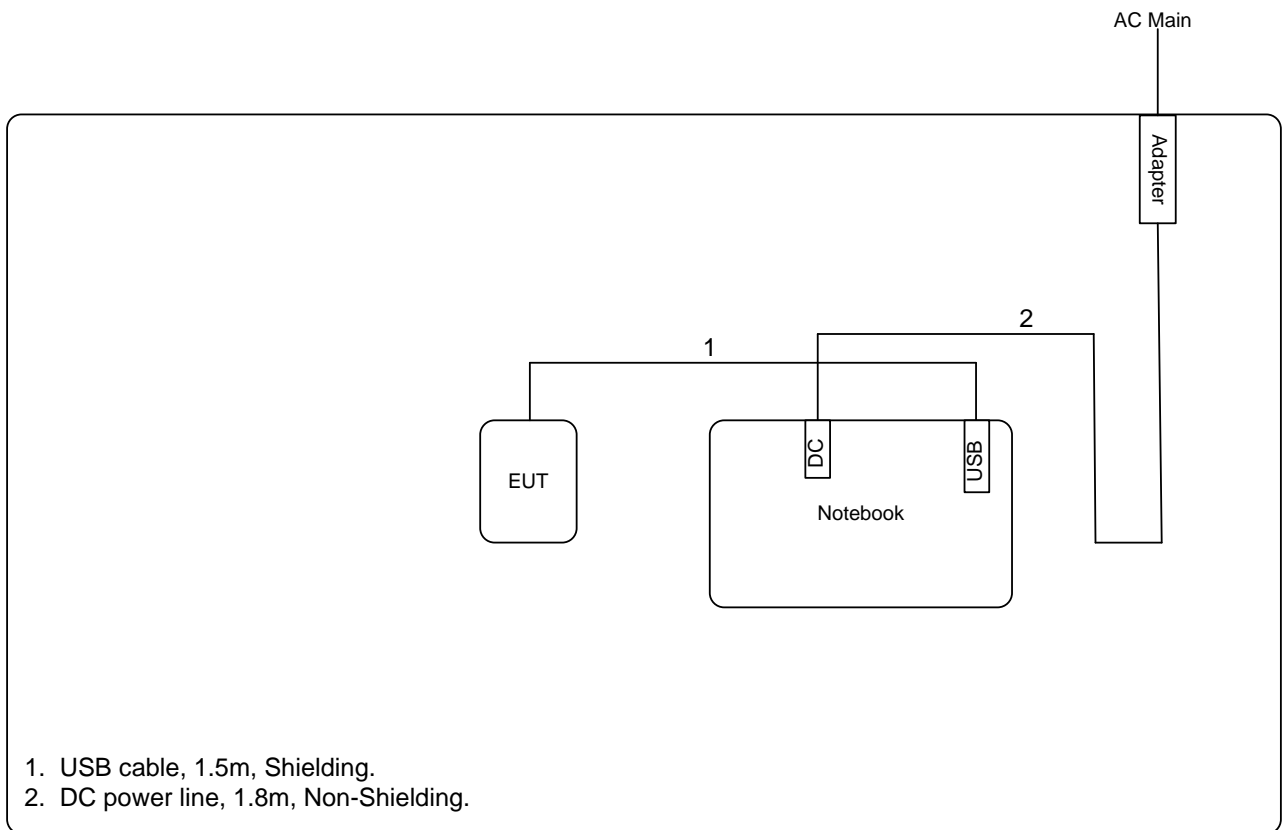 AC Main
Adapter
2
1
DC
USB
EUT
Notebook
1. USB cable, 1.5m, Shielding.
2. DC power line, 1.8m, Non-Shielding.